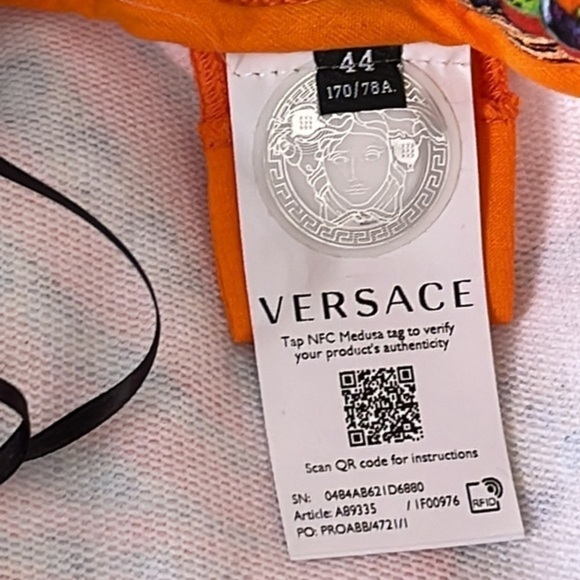 44
170/78A.
VERSACE
Tap NFC Medusa tag to verify
your product's authenticity
Scan QR code for instructions
SN: 0484AB621D6880
Article: A89335 / 1F00976
PO: PROABB/4721/1
RFID